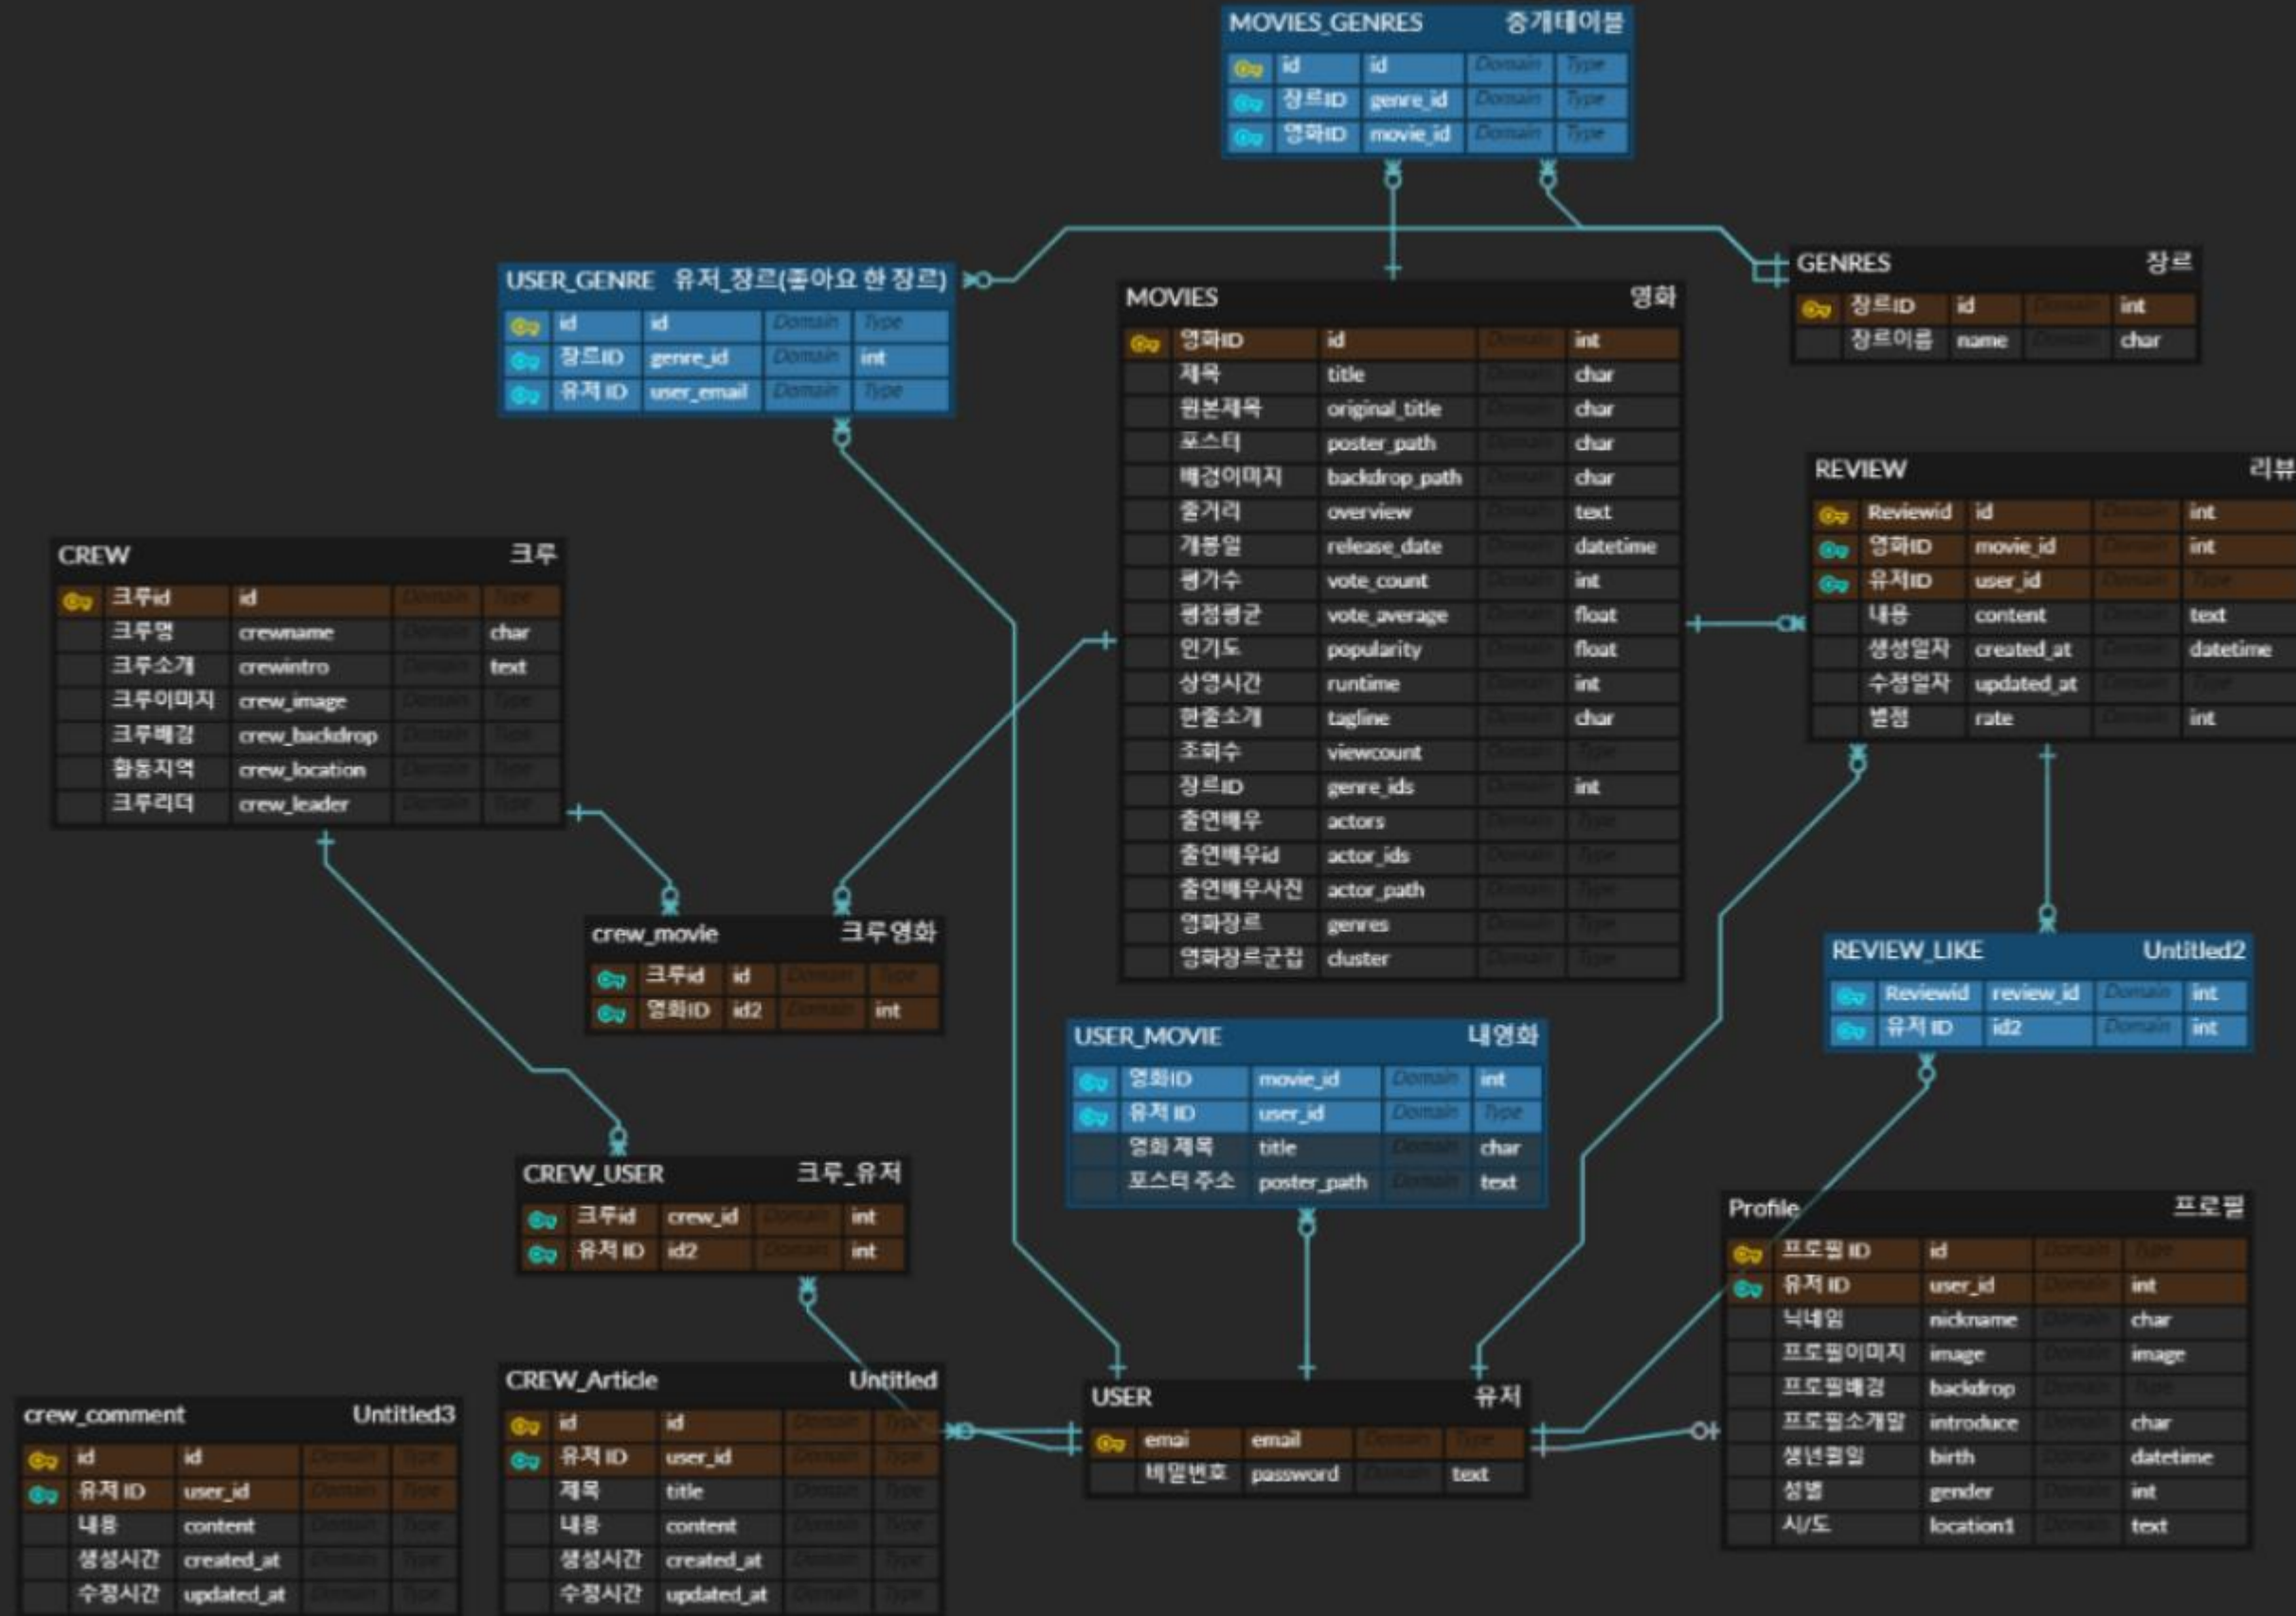 MOVIES_GENRES 중개테이블
id id Domain Type
장르ID genre_id Domain Type
영화ID movie_id Domain Type
USER_GENRE 유저_장르(좋아요 한 장르)
id id Domain Type
장르ID genre_id Domain int
유저 ID user_email Domain Type
GENRES 장르
장르ID id Domain int
장르이름 name Domain char
MOVIES 영화
영화ID id Domain int
제목 title Domain char
원본제목 original_title Domain char
포스터 poster_path Domain char
배경이미지 backdrop_path Domain char
줄거리 overview Domain text
개봉일 release_date Domain datetime
평가수 vote_count Domain int
평점평균 vote_average Domain float
인기도 popularity Domain float
상영시간 runtime Domain int
한줄소개 tagline Domain char
조회수 viewcount Domain Type
장르ID genre_ids Domain int
출연배우 actors Domain Type
출연배우id actor_ids Domain Type
출연배우사진 actor_path Domain Type
영화장르 genres Domain Type
영화장르군집 cluster Domain Type
REVIEW 리뷰
Reviewid id Domain int
영화ID movie_id Domain int
유저ID user_id Domain Type
내용 content Domain text
생성일자 created_at Domain datetime
수정일자 updated_at Domain Type
별점 rate Domain int
CREW 크루
크루id id Domain Type
크루명 crewname Domain char
크루소개 crewintro Domain text
크루이미지 crew_image Domain Type
크루배경 crew_backdrop Domain Type
활동지역 crew_location Domain Type
크루리더 crew_leader Domain Type
crew_movie 크루영화
크루id id Domain Type
영화ID id2 Domain int
REVIEW_LIKE Untitled2
Reviewid review_id Domain int
유저 ID id2 Domain int
USER_MOVIE 내영화
영화ID movie_id Domain int
유저 ID user_id Domain Type
영화 제목 title Domain char
포스터 주소 poster_path Domain text
CREW_USER 크루_유저
크루id crew_id Domain int
유저 ID id2 Domain int
Profile 프로필
프로필 ID id Domain Type
유저 ID user_id Domain int
닉네임 nickname Domain char
프로필이미지 image Domain image
프로필배경 backdrop Domain Type
프로필소개말 introduce Domain char
생년월일 birth Domain datetime
성별 gender Domain int
시/도 location1 Domain text
USER 유저
emai email Domain Type
비밀번호 password Domain text
CREW_Article Untitled
id id Domain Type
유저 ID user_id Domain Type
제목 title Domain Type
내용 content Domain Type
생성시간 created_at Domain Type
수정시간 updated_at Domain Type
crew_comment Untitled3
id id Domain Type
유저 ID user_id Domain Type
내용 content Domain Type
생성시간 created_at Domain Type
수정시간 updated_at Domain Type